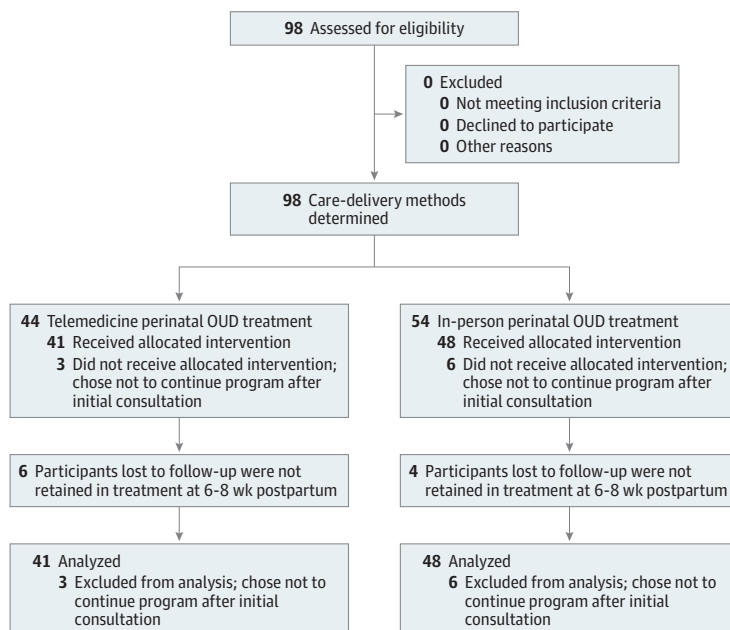 98 Assessed for eligibility
0 Excluded
0 Not meeting inclusion criteria
0 Declined to participate
0 Other reasons
98 Care-delivery methods
determined
44 Telemedicine perinatal OUD treatment
41 Received allocated intervention
3 Did not receive allocated intervention;
chose not to continue program after
initial consultation
54 In-person perinatal OUD treatment
48 Received allocated intervention
6 Did not receive allocated intervention;
chose not to continue program after
initial consultation
6 Participants lost to follow-up were not
retained in treatment at 6-8 wk postpartum
4 Participants lost to follow-up were not
retained in treatment at 6-8 wk postpartum
41 Analyzed
3 Excluded from analysis; chose not to
continue program after initial
consultation
48 Analyzed
6 Excluded from analysis; chose not to
continue program after initial
consultation